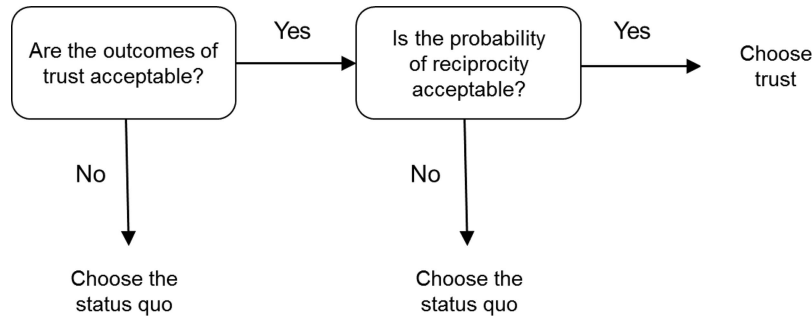 Are the outcomes of
trust acceptable?
Yes
Is the probability
of reciprocity
acceptable?
Yes
Choose
trust
No
No
Choose the
status quo
Choose the
status quo